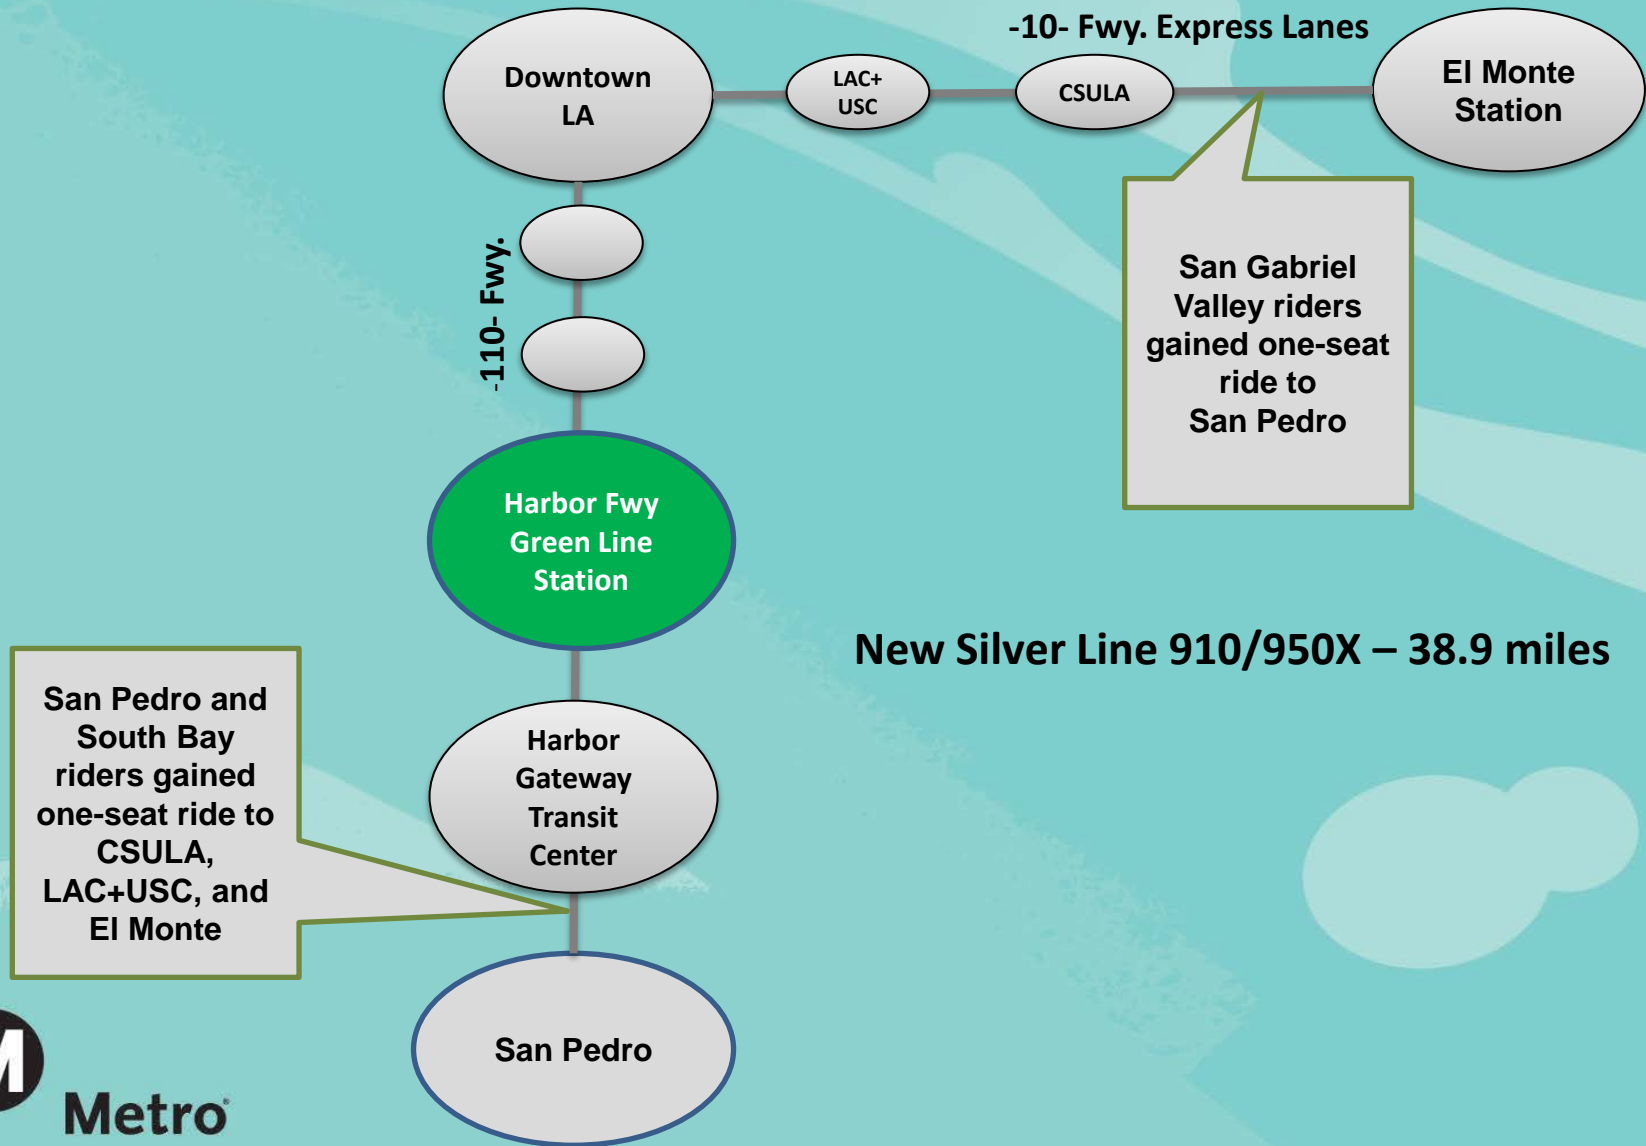 -10- Fwy. Express Lanes
Downtown
LA
LAC+
USC
CSULA
El Monte
Station
-110- Fwy.
San Gabriel
Valley riders
gained one-seat
ride to
San Pedro
Harbor Fwy
Green Line
Station
New Silver Line 910/950X – 38.9 miles
San Pedro and
South Bay
riders gained
one-seat ride to
CSULA,
LAC+USC, and
El Monte
Harbor
Gateway
Transit
Center
San Pedro
M
Metro